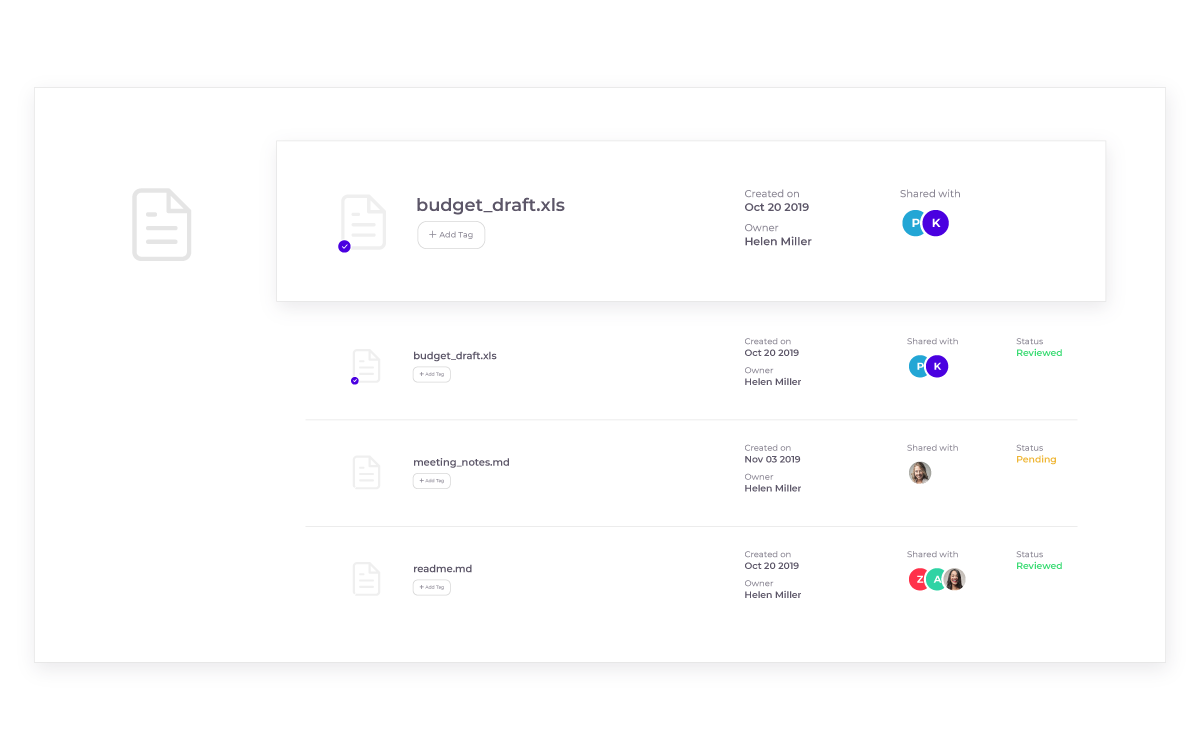 budget_draft.xls
+ Add Tag
Created on
Oct 20 2019
Owner
Helen Miller
Shared with
P K
budget_draft.xls
+ Add Tag
Created on
Oct 20 2019
Owner
Helen Miller
Shared with
P K
Status
Reviewed
meeting_notes.md
+ Add Tag
Created on
Nov 03 2019
Owner
Helen Miller
Shared with
Status
Pending
readme.md
+ Add Tag
Created on
Oct 20 2019
Owner
Helen Miller
Shared with
Z A
Status
Reviewed